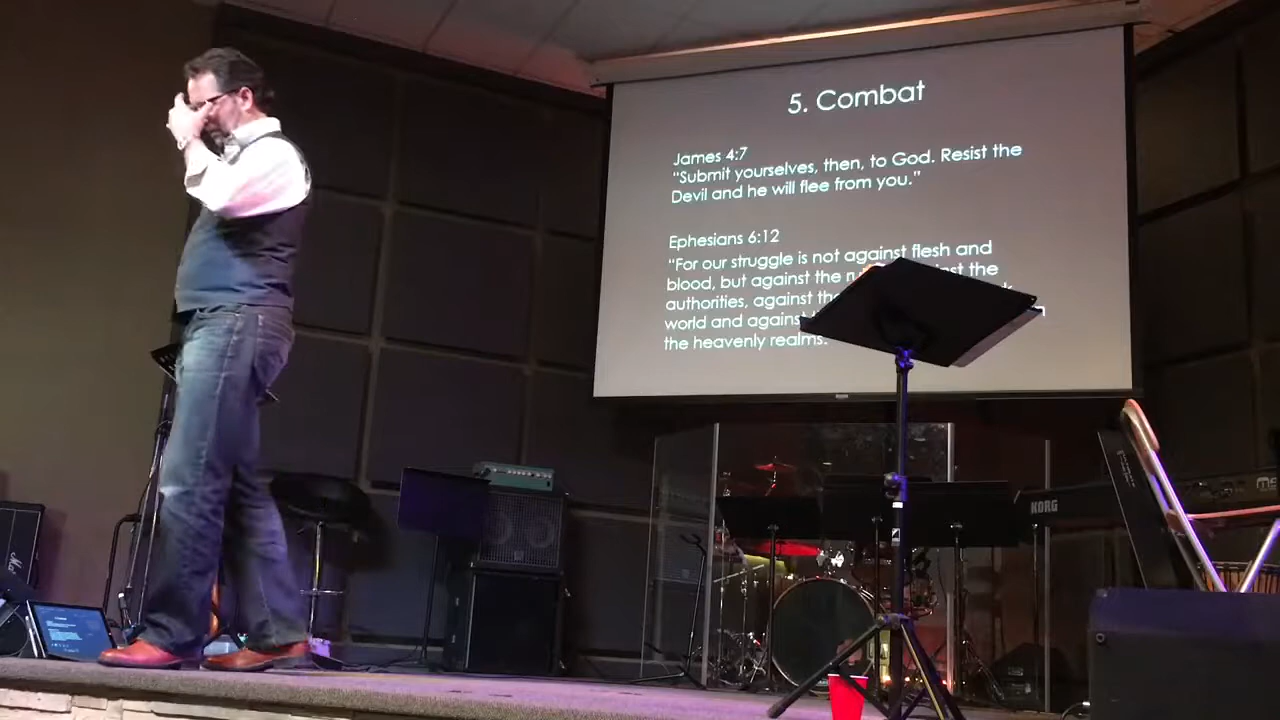 5. Combat
James 4:7
“Submit yourselves, then, to God. Resist the
Devil and he will flee from you.”
Ephesians 6:12
“For our struggle is not against flesh and
blood, but against the the
authorities, against
world and against
the heavenly realms.
KORG